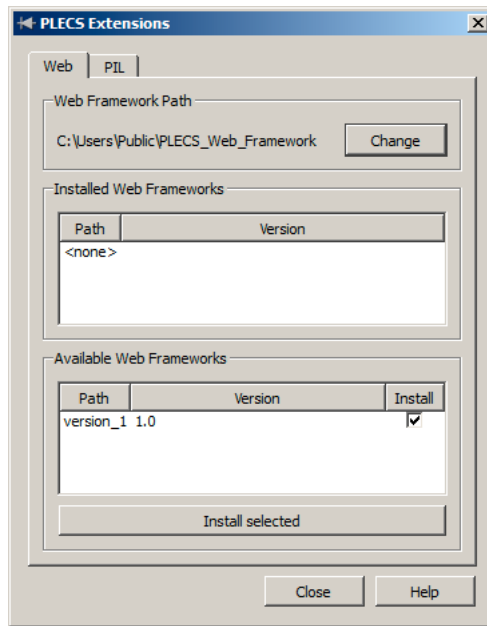 PLECS Extensions
Web PIL
Web Framework Path
C:\Users\Public\PLECS_Web_Framework Change
Installed Web Frameworks
Path Version
<none>
Available Web Frameworks
Path Version Install
version_1 1.0
Install selected
Close Help